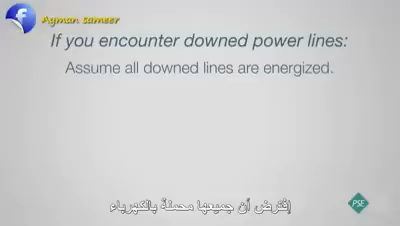 Ayman sameer
If you encounter downed power lines:
Assume all downed lines are energized.
إفترض أن جميعها محملة بالكهرباء
PSE